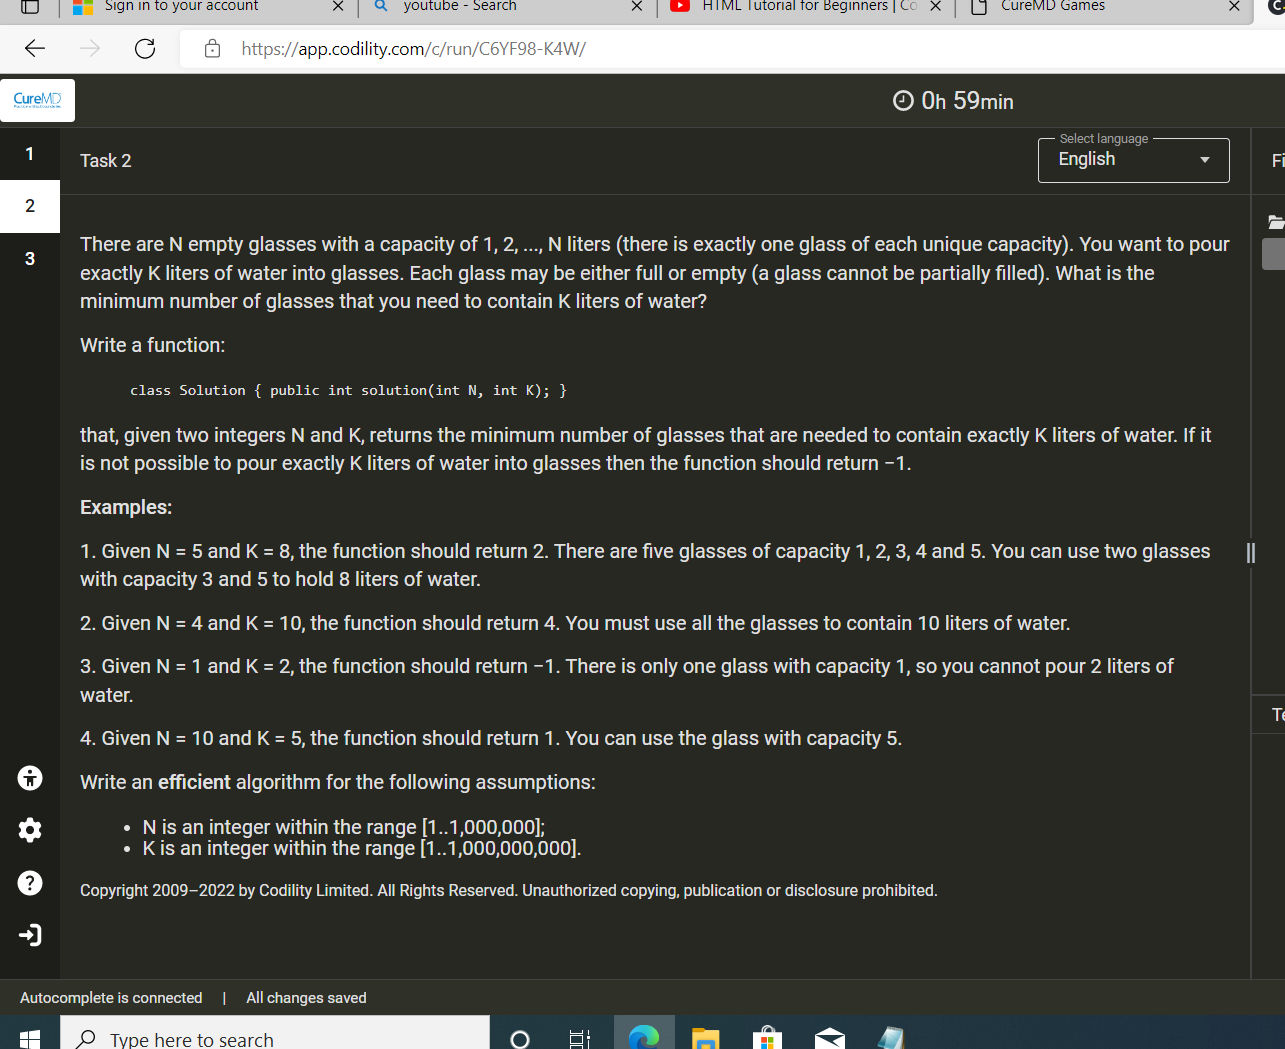 Sign in to your account
youtube - Search
HTML Tutorial for Beginners | Co
CureMD Games
https://app.codility.com/c/run/C6YF98-K4W/
CureMD
0h 59min
1
2
3
Task 2
Select language
English
Fi
There are N empty glasses with a capacity of 1, 2, ..., N liters (there is exactly one glass of each unique capacity). You want to pour
exactly K liters of water into glasses. Each glass may be either full or empty (a glass cannot be partially filled). What is the
minimum number of glasses that you need to contain K liters of water?
Write a function:
class Solution { public int solution(int N, int K); }
that, given two integers N and K, returns the minimum number of glasses that are needed to contain exactly K liters of water. If it
is not possible to pour exactly K liters of water into glasses then the function should return −1.
Examples:
1. Given N = 5 and K = 8, the function should return 2. There are five glasses of capacity 1, 2, 3, 4 and 5. You can use two glasses
with capacity 3 and 5 to hold 8 liters of water.
2. Given N = 4 and K = 10, the function should return 4. You must use all the glasses to contain 10 liters of water.
3. Given N = 1 and K = 2, the function should return −1. There is only one glass with capacity 1, so you cannot pour 2 liters of
water.
4. Given N = 10 and K = 5, the function should return 1. You can use the glass with capacity 5.
Te
Write an efficient algorithm for the following assumptions:
• N is an integer within the range [1..1,000,000];
• K is an integer within the range [1..1,000,000,000].
Copyright 2009–2022 by Codility Limited. All Rights Reserved. Unauthorized copying, publication or disclosure prohibited.
Autocomplete is connected | All changes saved
Type here to search